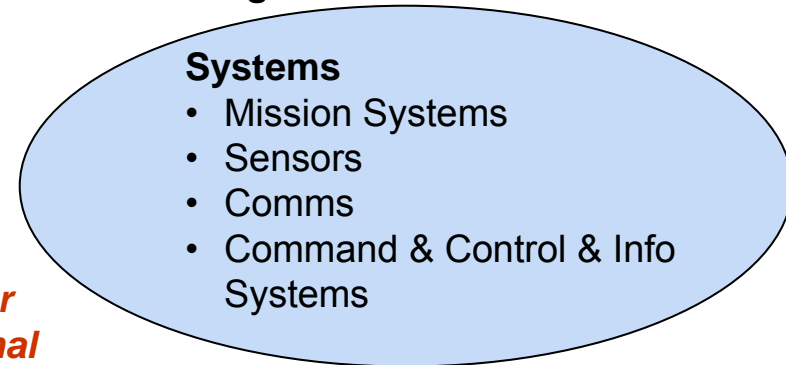 Systems
• Mission Systems
• Sensors
• Comms
• Command & Control & Info
Systems